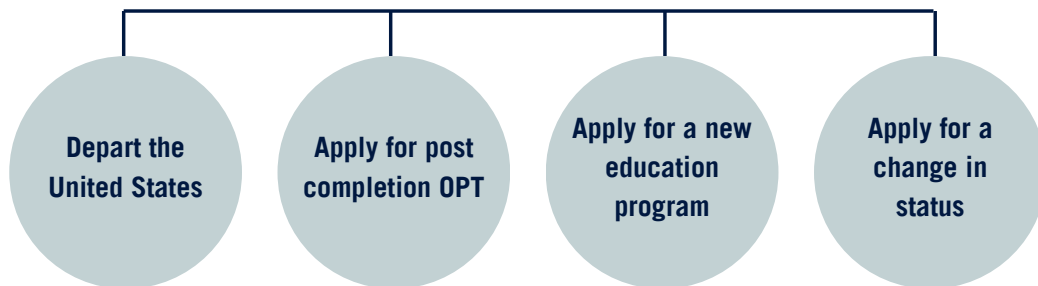 Depart the
United States
Apply for post
completion OPT
Apply for a new
education
program
Apply for a
change in
status